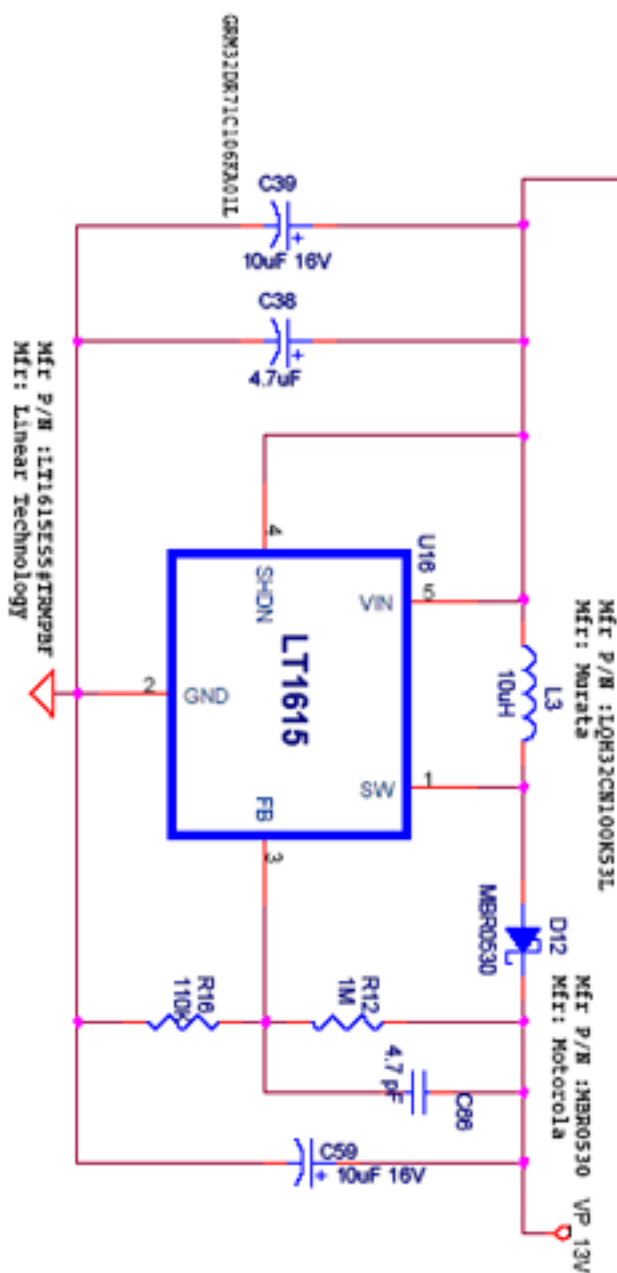 GRM32DR71C106KA01L
C39
10uF 16V
C38
4.7uF
Mfr P/N :LT1615ES5#TRMPBF
Mfr: Linear Technology
4
SHDN
U16
VIN
5
LT1615
2
GND
SW
1
FB
3
L3
10uH
Mfr P/N :LQH32CN100K53L
Mfr: Murata
D12
MBR0530
Mfr P/N :MBR0530
Mfr: Motorola
VP 13V
R16
110K
R12
1M
4.7 pF
C66
C59
10uF 16V